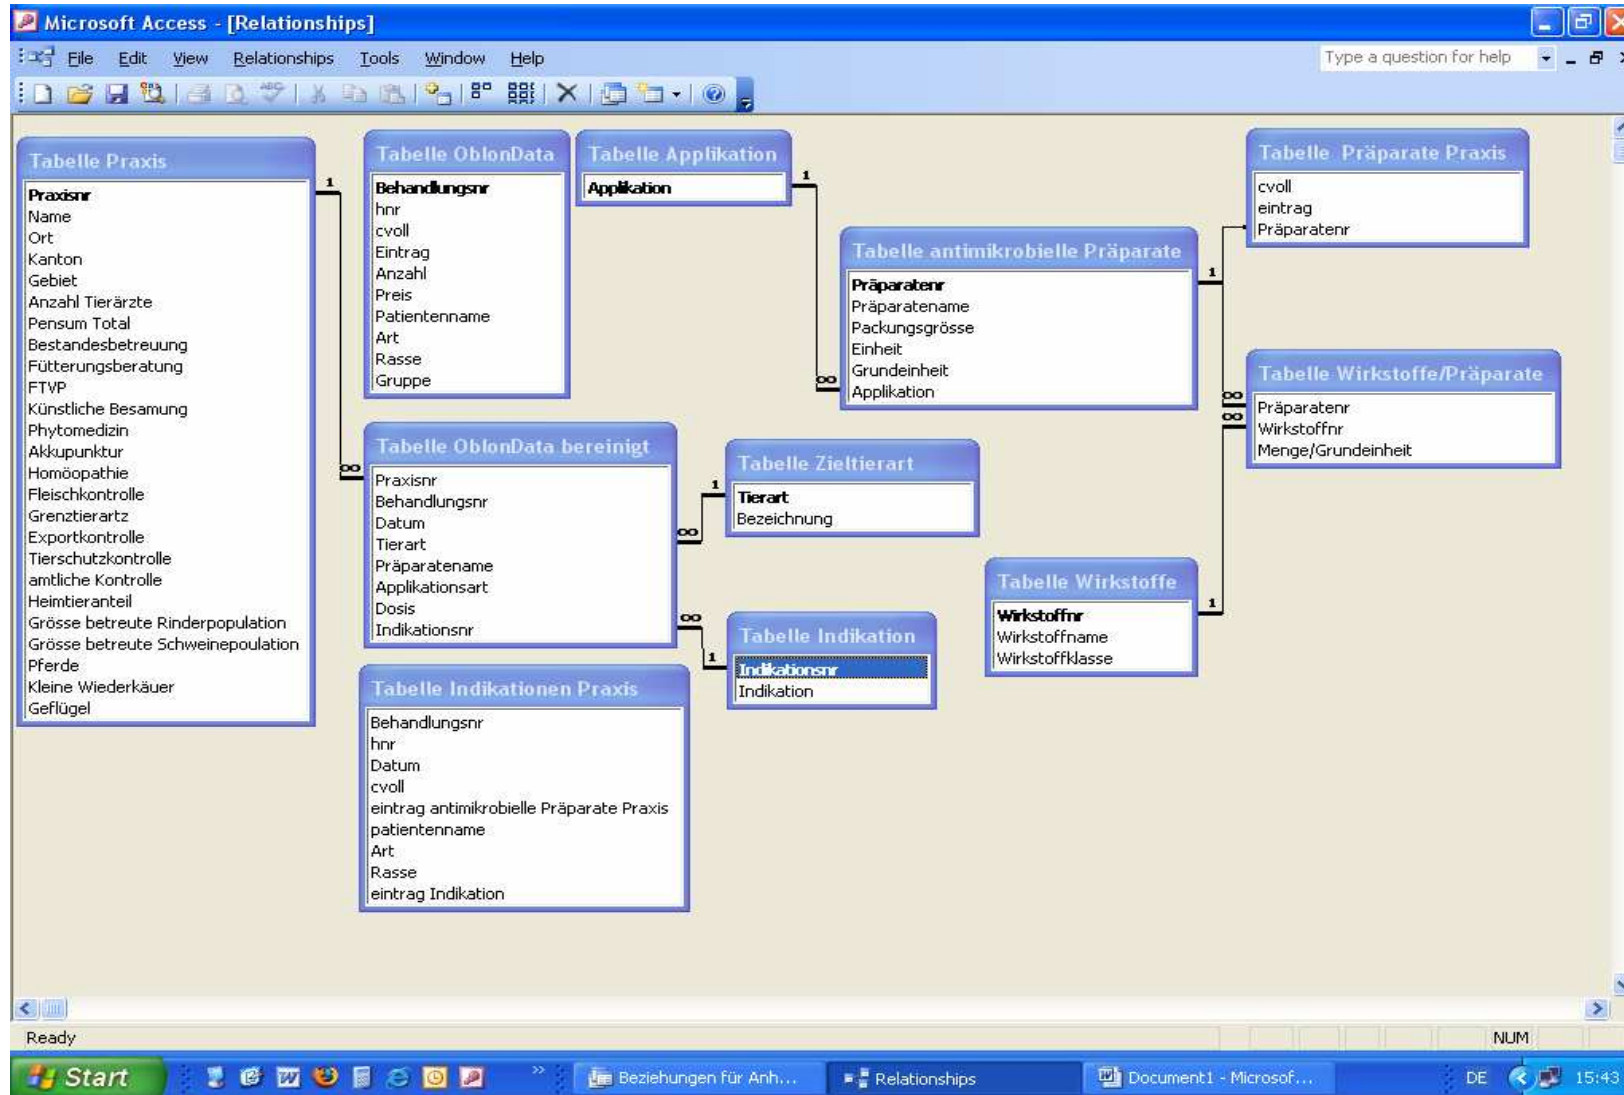 Microsoft Access - [Relationships]
File Edit View Relationships Tools Window Help
Type a question for help
Tabelle Praxis
Praxisnr
Name
Ort
Kanton
Gebiet
Anzahl Tierärzte
Pensum Total
Bestandesbetreuung
Fütterungsberatung
FTVP
Künstliche Besamung
Phytomedizin
Akkupunktur
Homöopathie
Fleischkontrolle
Grenztierartz
Exportkontrolle
Tierschutzkontrolle
amtliche Kontrolle
Heimtieranteil
Grösse betreute Rinderpopulation
Grösse betreute Schweinepoulation
Pferde
Kleine Wiederkäuer
Geflügel
1
∞
Tabelle OblonData
Behandlungsnr
hnr
cvoll
Eintrag
Anzahl
Preis
Patientenname
Art
Rasse
Gruppe
Tabelle OblonData bereinigt
Praxisnr
Behandlungsnr
Datum
Tierart
Präparatename
Applikationsart
Dosis
Indikationsnr
∞
∞
Tabelle Indikationen Praxis
Behandlungsnr
hnr
Datum
cvoll
eintrag antimikrobielle Präparate Praxis
patientenname
Art
Rasse
eintrag Indikation
Tabelle Applikation
Applikation
1
∞
Tabelle Zieltierart
1
Tierart
Bezeichnung
Tabelle Indikation
1
Indikationsnr
Indikation
Tabelle antimikrobielle Präparate
Präparatenr
Präparatename
Packungsgrösse
Einheit
Grundeinheit
Applikation
1
Tabelle Wirkstoffe
Wirkstoffnr
Wirkstoffname
Wirkstoffklasse
1
Tabelle Präparate Praxis
cvoll
eintrag
Präparatenr
Tabelle Wirkstoffe/Präparate
∞
∞
Präparatenr
Wirkstoffnr
Menge/Grundeinheit
Ready
NUM
Start
Beziehungen für Anh...
Relationships
Document1 - Microsof...
DE
15:43